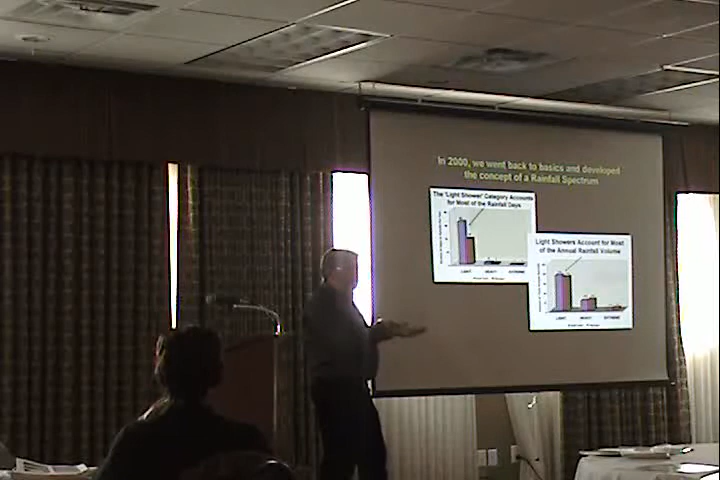 In 2000, we went back to basics and developed
the concept of a Rainfall Spectrum
The 'Light Shower' Category Accounts
for Most of the Rainfall Days
LIGHT HEAVY EXTREME
Light Showers Account for Most
of the Annual Rainfall Volume
LIGHT HEAVY EXTREME